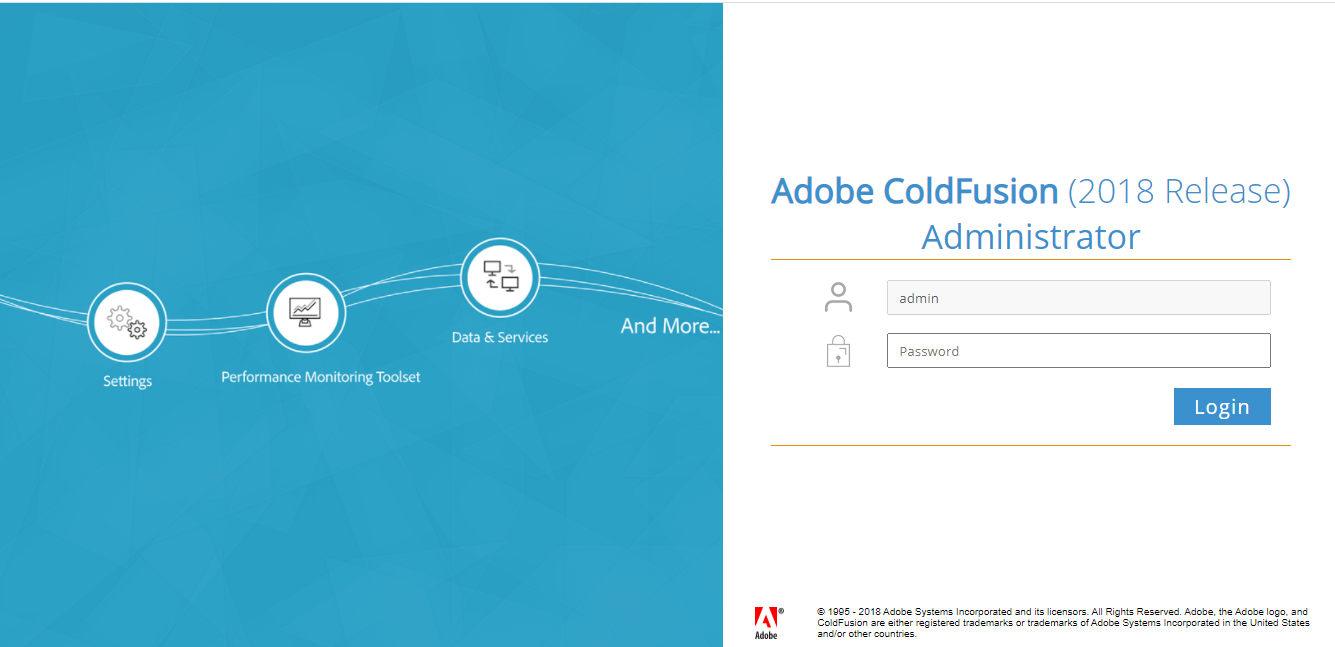 Adobe ColdFusion (2018 Release)
Administrator
admin
Password
Login
Settings
Performance Monitoring Toolset
Data & Services
And More...
Adobe
®
© 1995 - 2018 Adobe Systems Incorporated and its licensors. All Rights Reserved. Adobe, the Adobe logo, and
ColdFusion are either registered trademarks or trademarks of Adobe Systems Incorporated in the United States
and/or other countries.